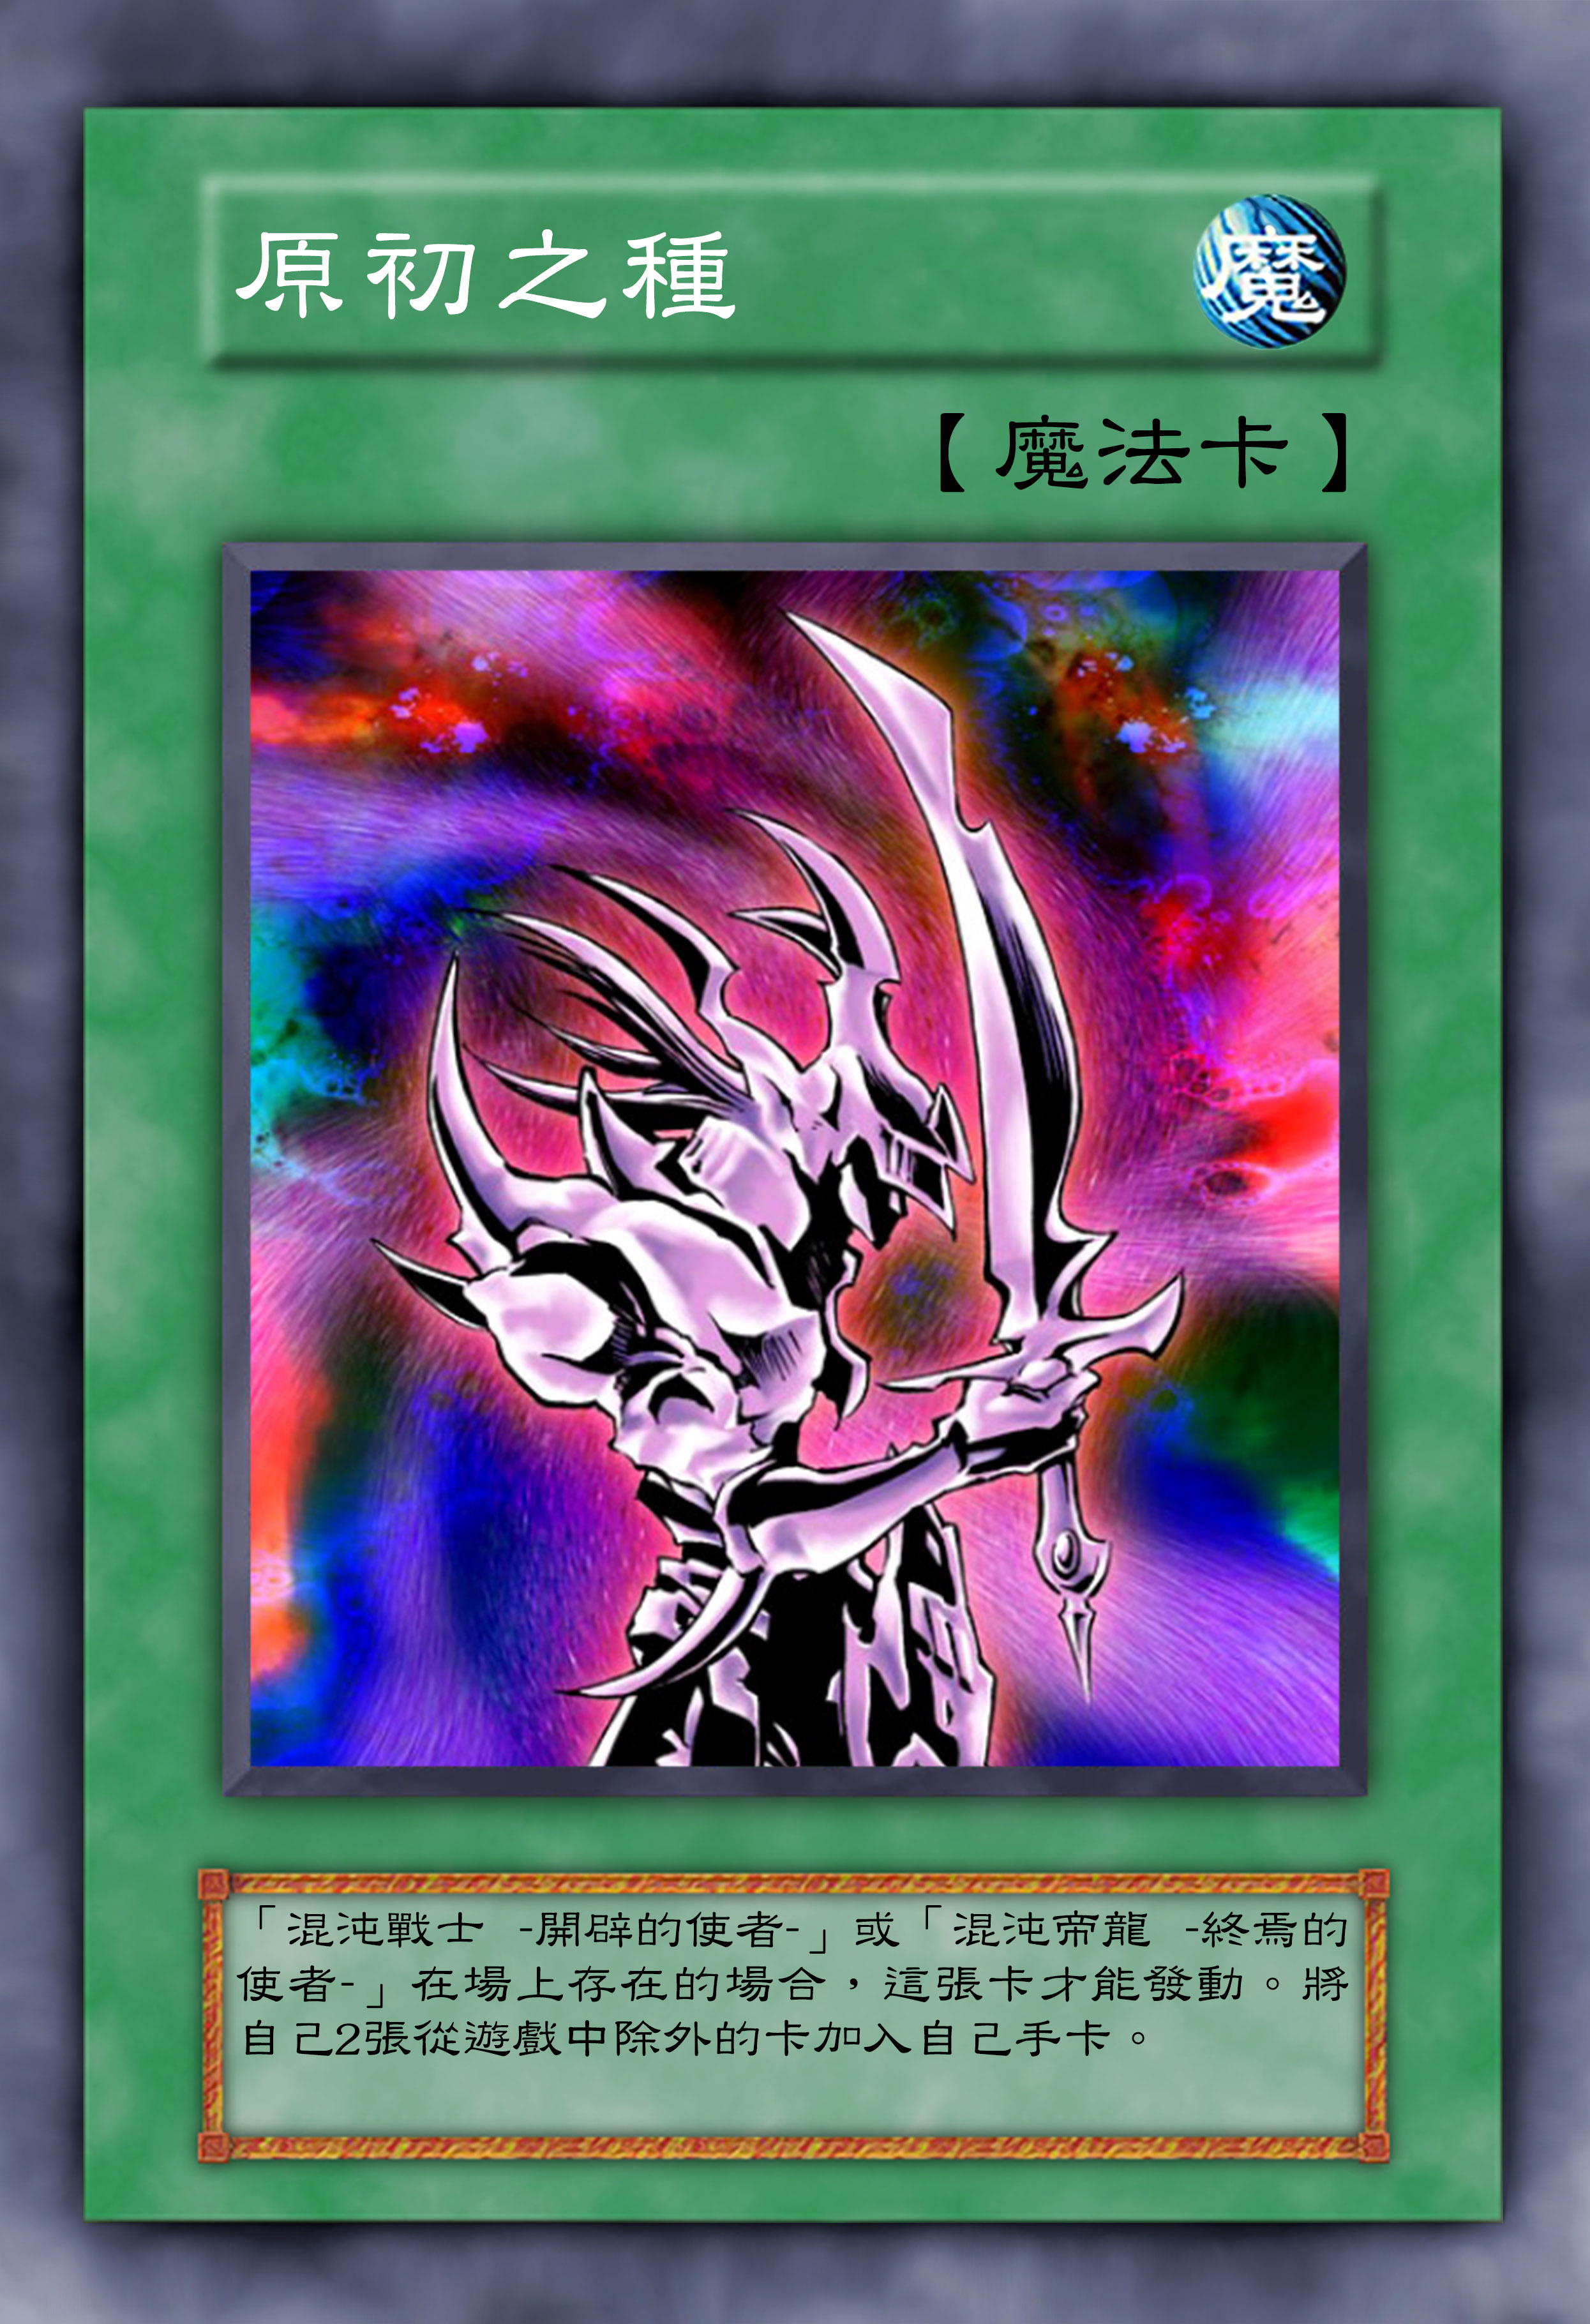 原初之種
魔
【魔法卡】
「混沌戰士 -開辟的使者-」或「混沌帝龍 -終焉的
使者-」在場上存在的場合，這張卡才能發動。將
自己2張從遊戲中除外的卡加入自己手卡。